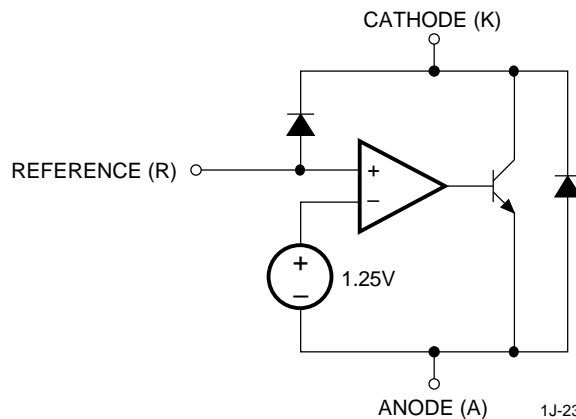 CATHODE (K)
REFERENCE (R)
+
−
+
−
1.25V
ANODE (A)
1J-23